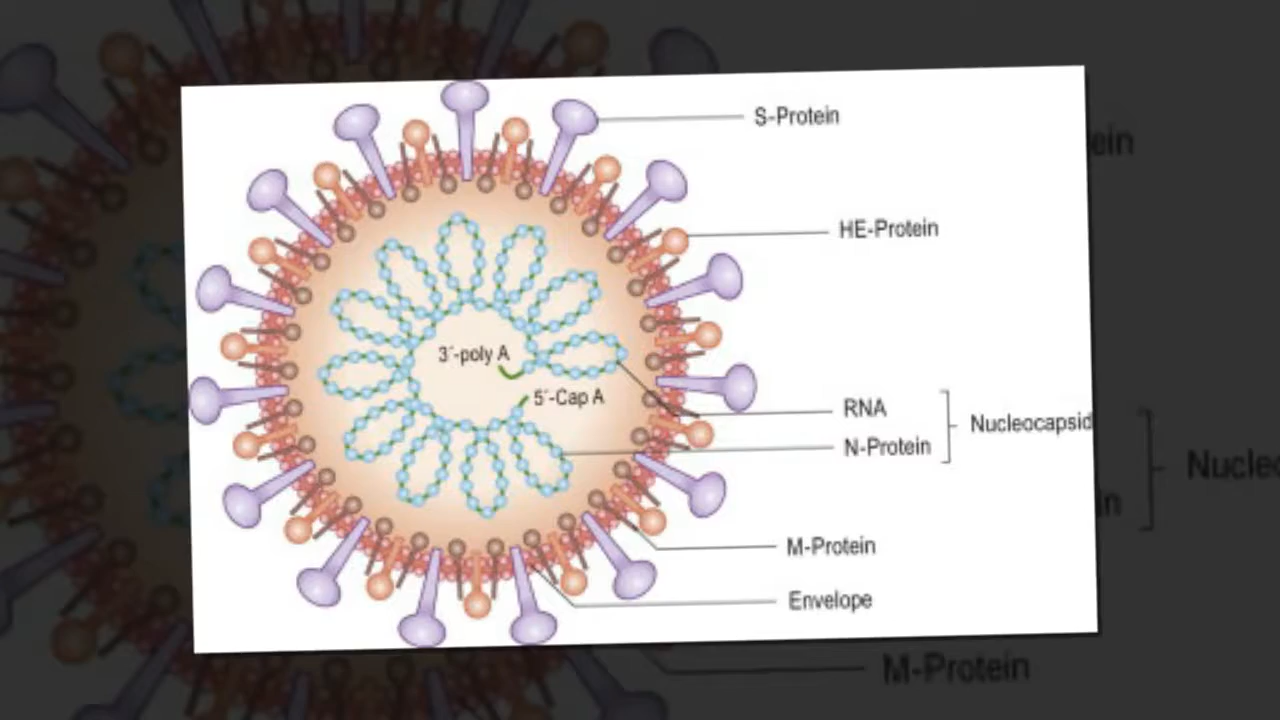 S-Protein
HE-Protein
3´-poly A
5´-Cap A
RNA
Nucleocapsid
N-Protein
M-Protein
Envelope
M-Protein